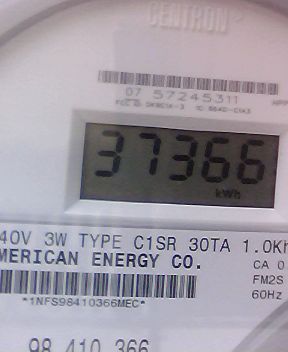 CENTRON
07 57245311
37366
kWh
40V 3W TYPE C1SR 30TA 1.0Kh
MERICAN ENERGY CO.
CA 0
FM2S
60Hz
*1NFS98410366MEC*
98 410 366